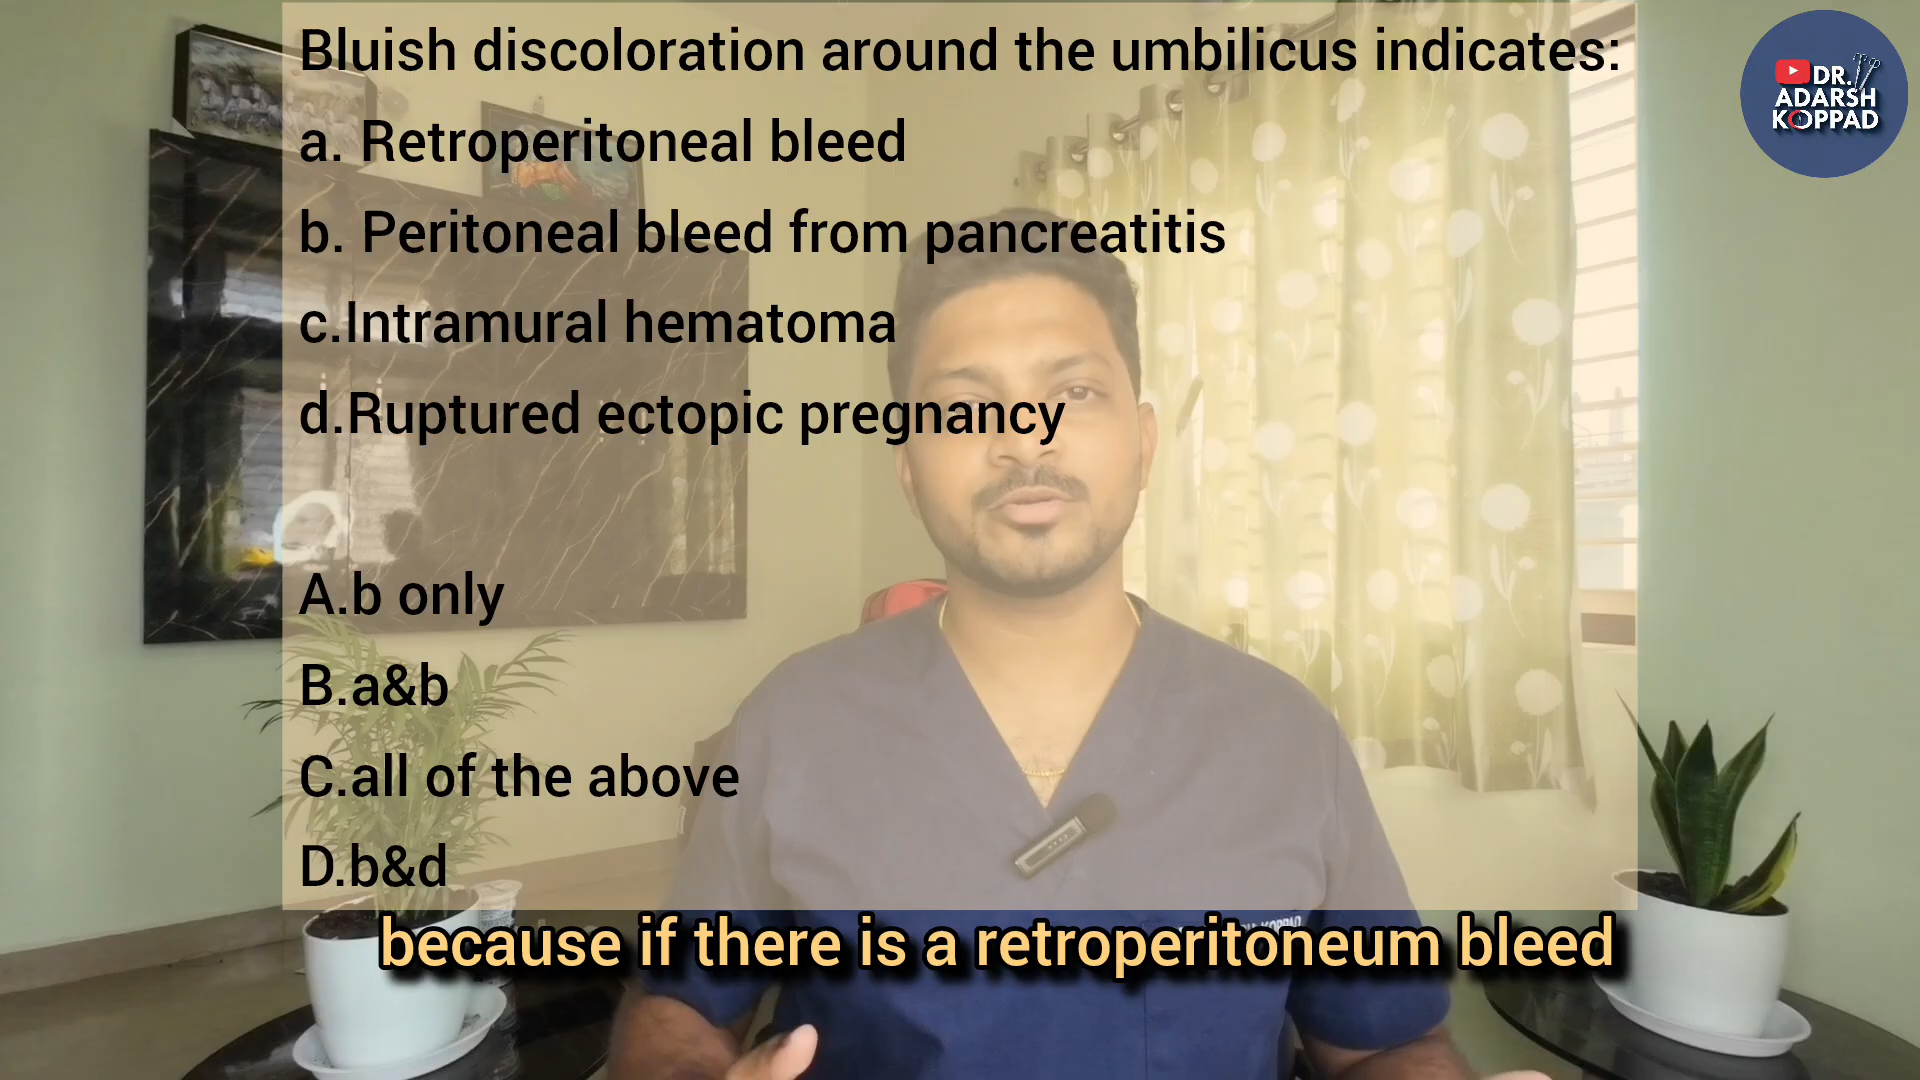 Bluish discoloration around the umbilicus indicates:
a. Retroperitoneal bleed
b. Peritoneal bleed from pancreatitis
c.Intramural hematoma
d.Ruptured ectopic pregnancy
A.b only
B.a&b
C.all of the above
D.b&d
because if there is a retroperitoneum bleed
DR.
ADARSH
KOPPAD